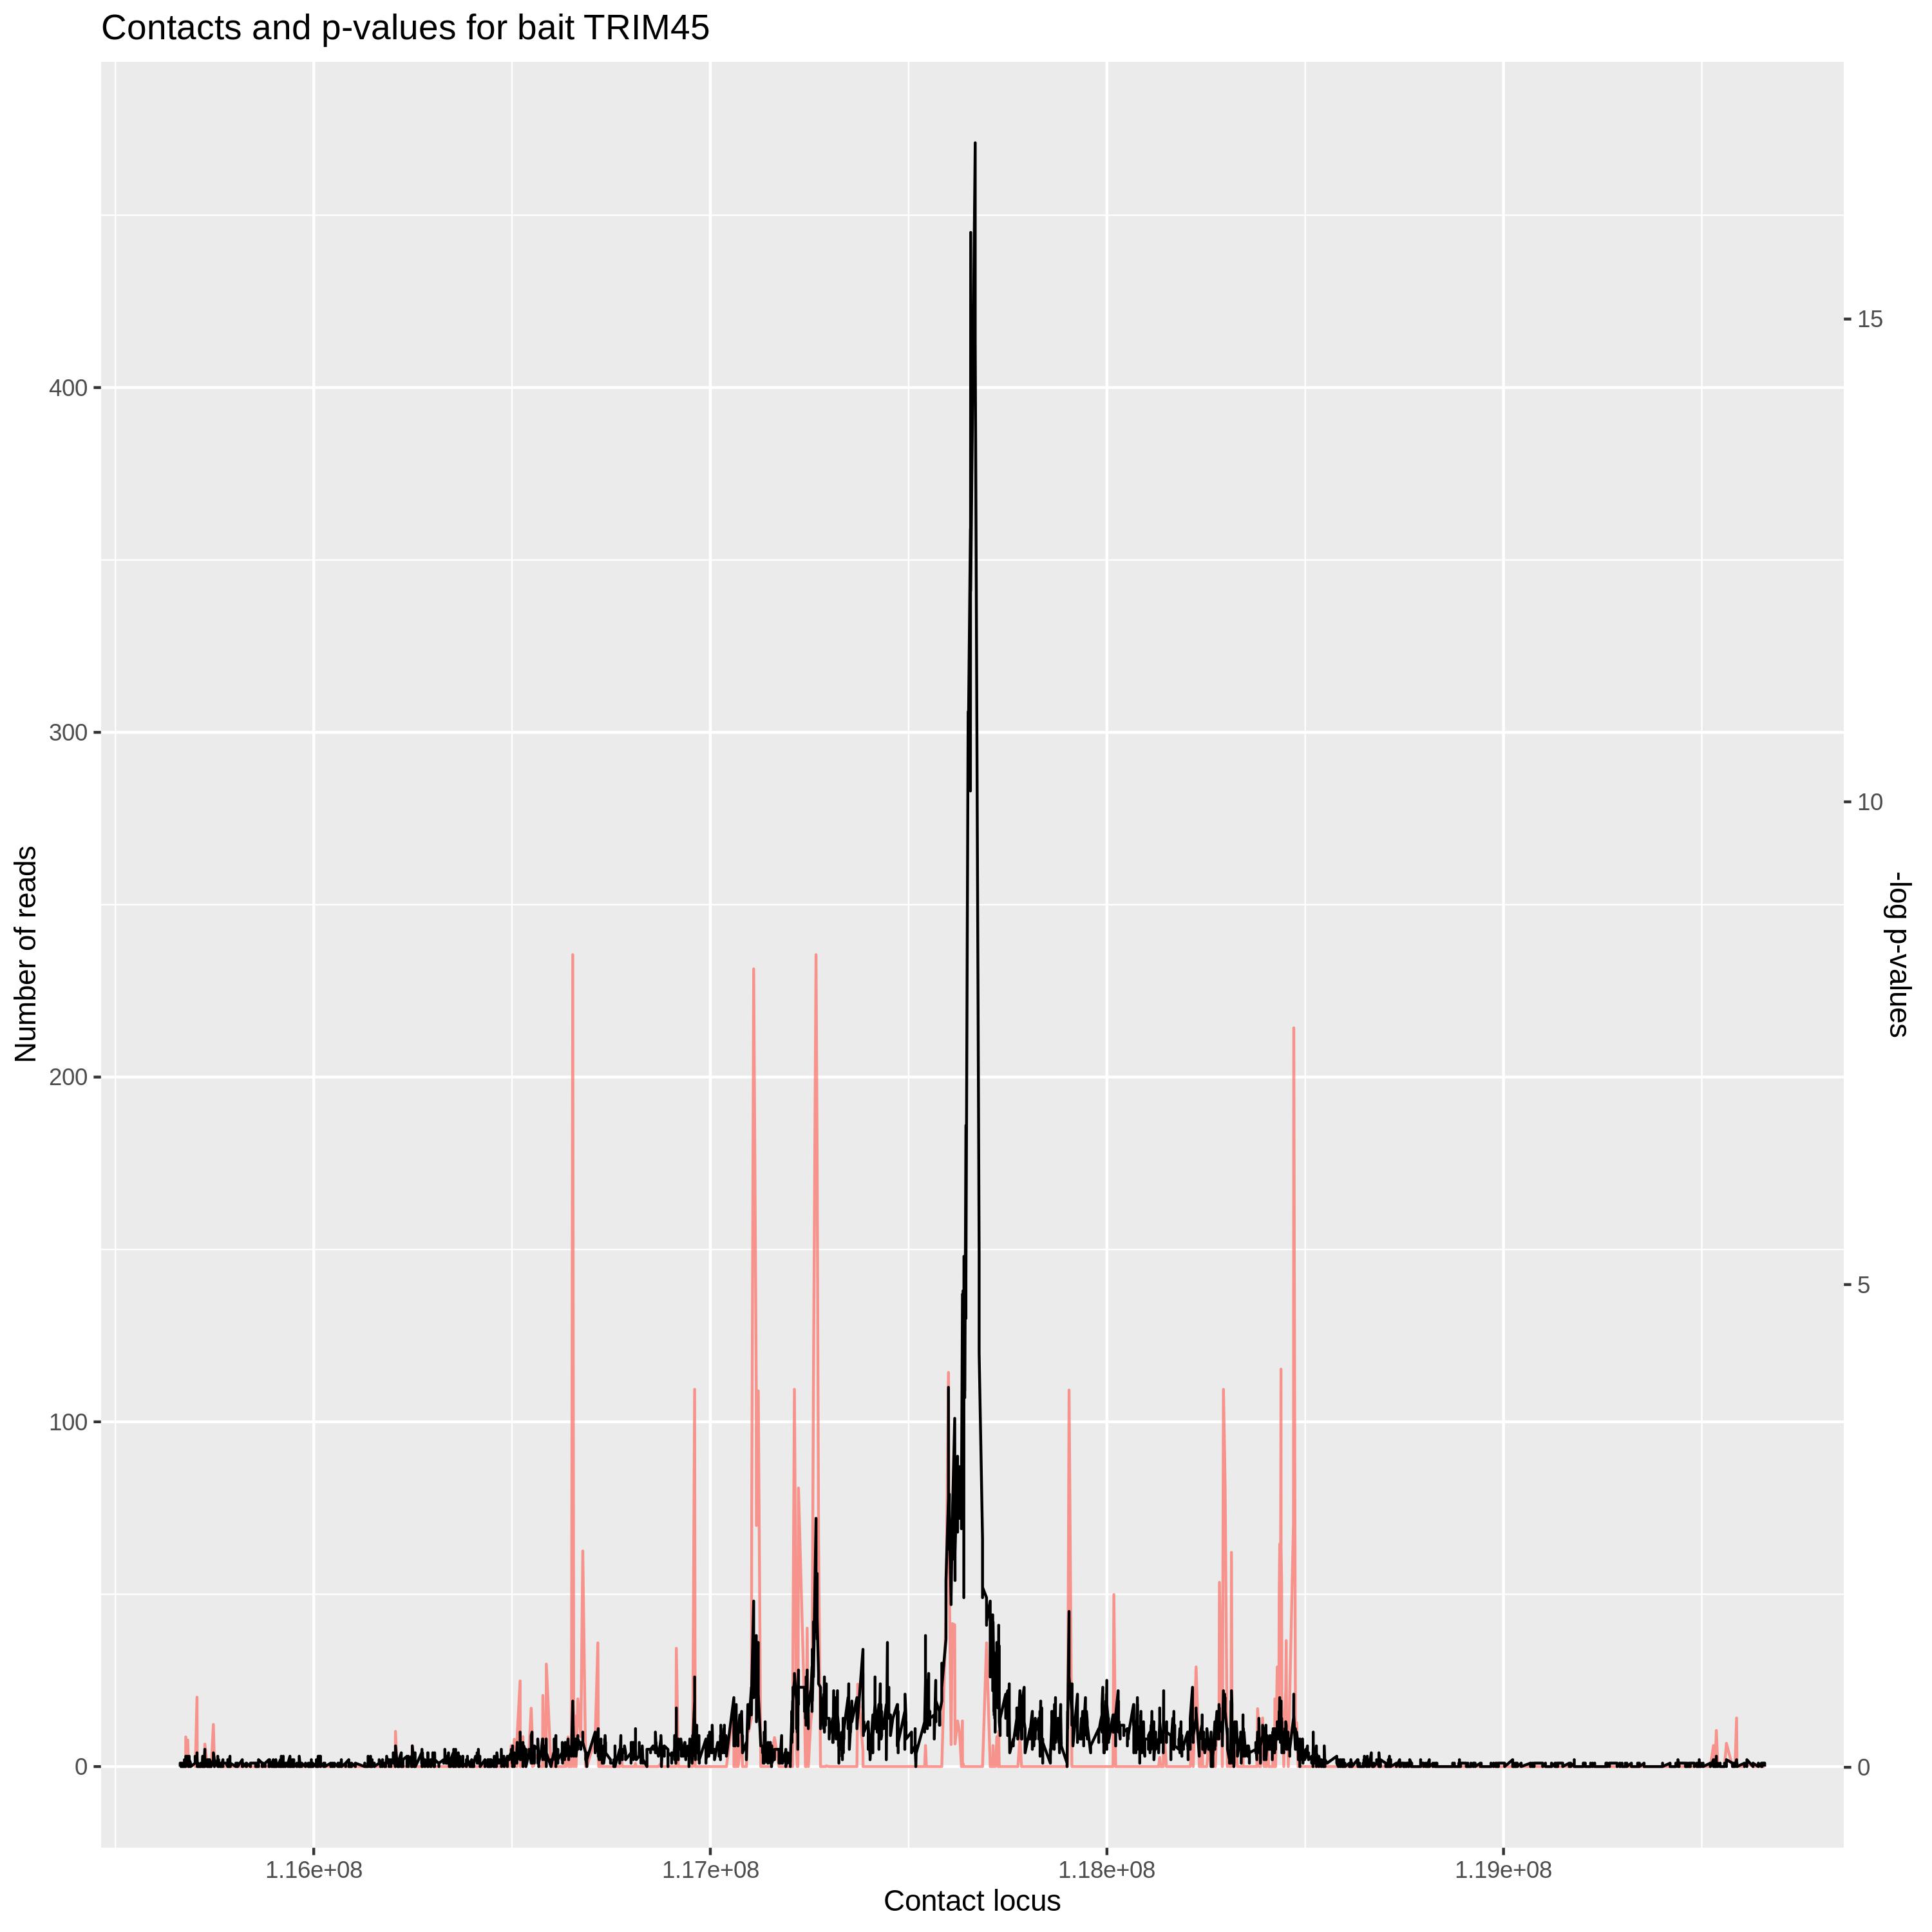 Contacts and p-values for bait TRIM45
Number of reads
400
300
200
100
0
15
10
5
0
-log p-values
1.16e+08
1.17e+08
1.18e+08
1.19e+08
Contact locus